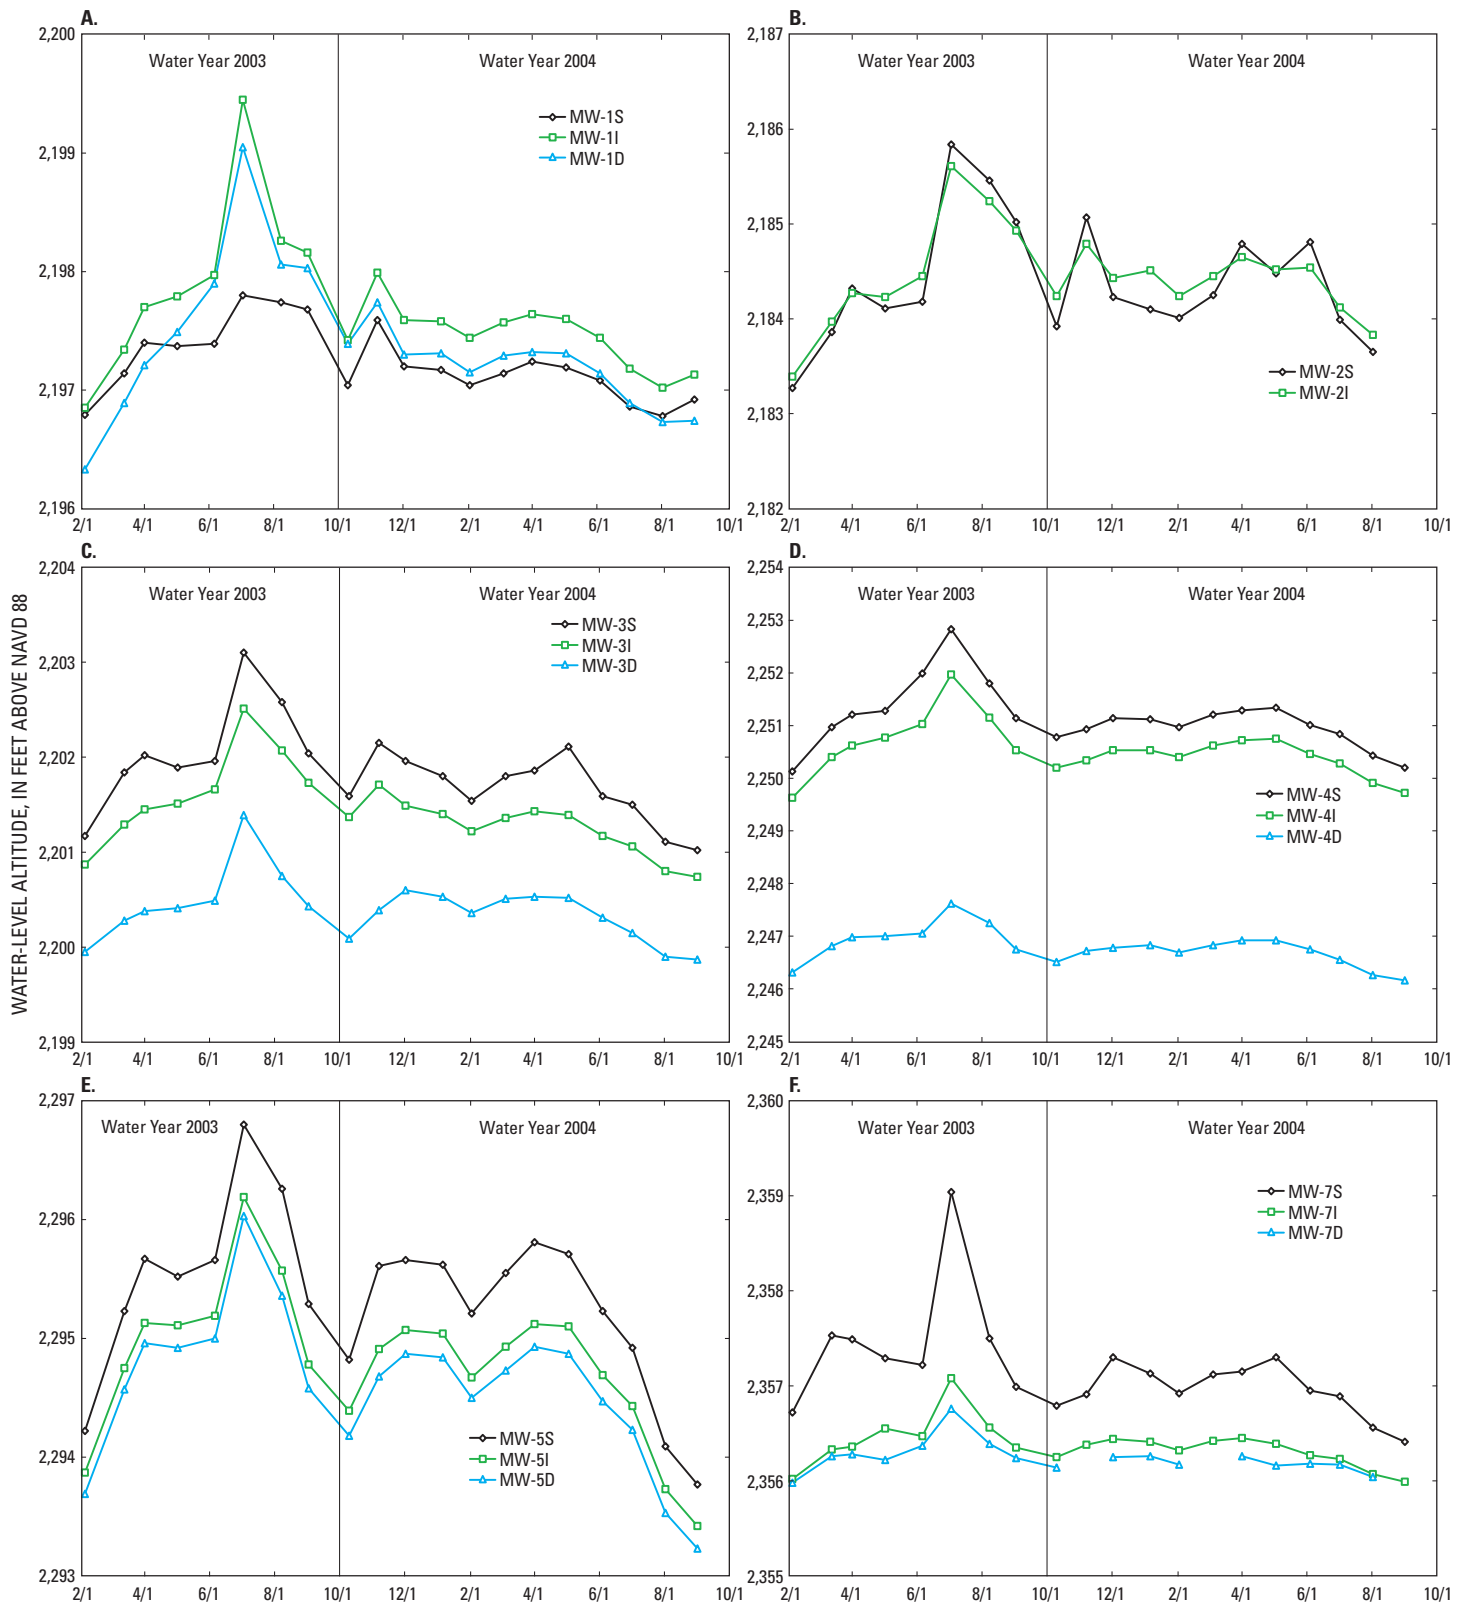 WATER-LEVEL ALTITUDE, IN FEET ABOVE NAVD 88
A.
2,200
2,199
2,198
2,197
2,196
Water Year 2003
Water Year 2004
MW-1S
MW-1I
MW-1D
2/1 4/1 6/1 8/1 10/1 12/1 2/1 4/1 6/1 8/1 10/1
B.
2,187
2,186
2,185
2,184
2,183
2,182
Water Year 2003
Water Year 2004
MW-2S
MW-2I
2/1 4/1 6/1 8/1 10/1 12/1 2/1 4/1 6/1 8/1 10/1
C.
2,204
2,203
2,202
2,201
2,200
2,199
Water Year 2003
Water Year 2004
MW-3S
MW-3I
MW-3D
2/1 4/1 6/1 8/1 10/1 12/1 2/1 4/1 6/1 8/1 10/1
D.
2,254
2,253
2,252
2,251
2,250
2,249
2,248
2,247
2,246
2,245
Water Year 2003
Water Year 2004
MW-4S
MW-4I
MW-4D
2/1 4/1 6/1 8/1 10/1 12/1 2/1 4/1 6/1 8/1 10/1
E.
2,297
2,296
2,295
2,294
2,293
Water Year 2003
Water Year 2004
MW-5S
MW-5I
MW-5D
2/1 4/1 6/1 8/1 10/1 12/1 2/1 4/1 6/1 8/1 10/1
F.
2,360
2,359
2,358
2,357
2,356
2,355
Water Year 2003
Water Year 2004
MW-7S
MW-7I
MW-7D
2/1 4/1 6/1 8/1 10/1 12/1 2/1 4/1 6/1 8/1 10/1